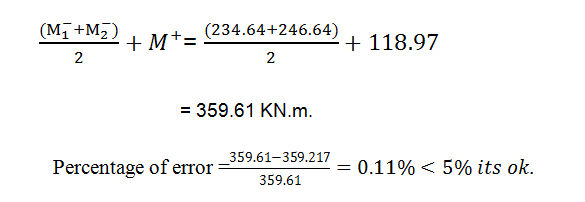 (M₁⁻+M₂⁻)/2 + M⁺= (234.64+246.64)/2 + 118.97
= 359.61 KN.m.
Percentage of error = 359.61−359.217/359.61 = 0.11% < 5% its ok.